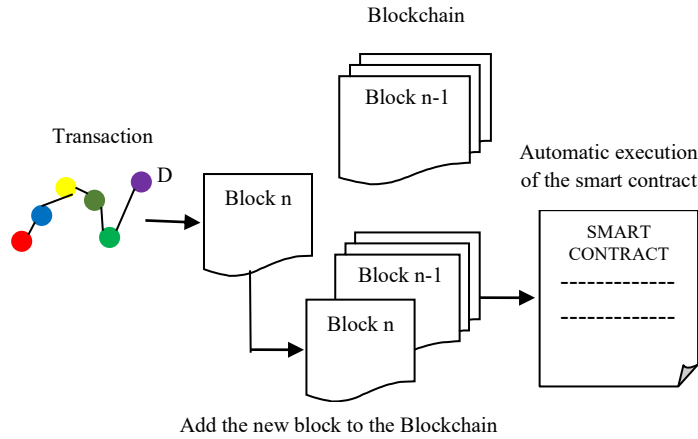 Blockchain
Block n-1
Transaction
D
Block n
Automatic execution
of the smart contract
SMART
CONTRACT
Block n-1
Block n
Add the new block to the Blockchain